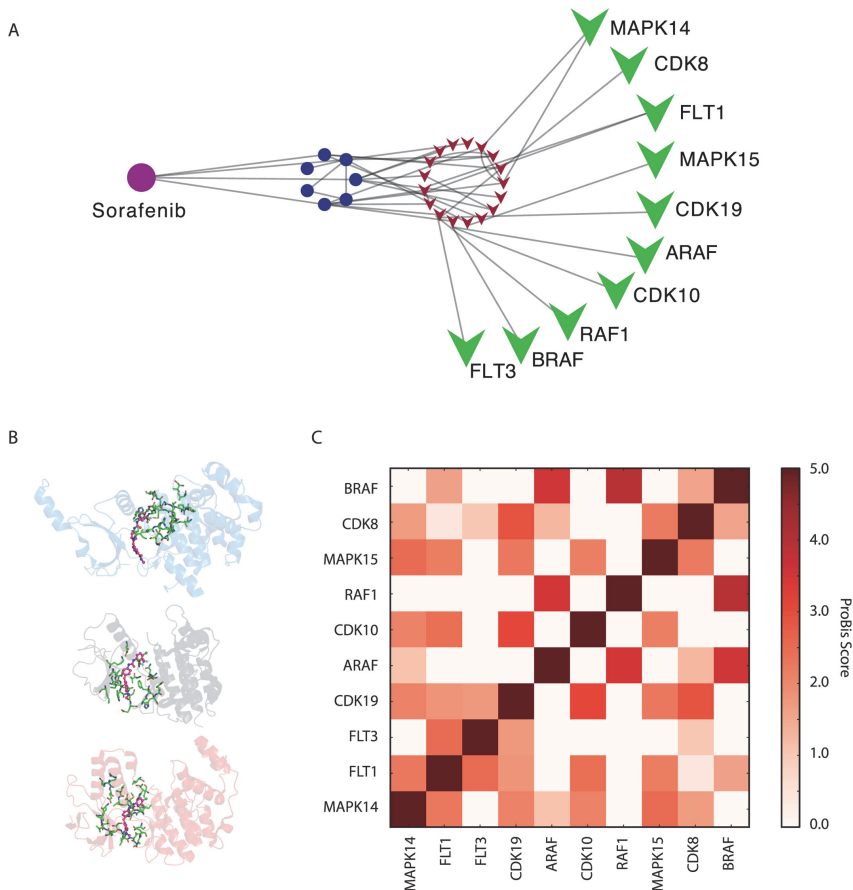 A
MAPK14
CDK8
FLT1
MAPK15
CDK19
ARAF
CDK10
RAF1
BRAF
FLT3
Sorafenib
B
C
BRAF
CDK8
MAPK15
RAF1
CDK10
ARAF
CDK19
FLT3
FLT1
MAPK14
MAPK14
FLT1
FLT3
CDK19
ARAF
CDK10
RAF1
MAPK15
CDK8
BRAF
5.0
4.0
3.0
2.0
1.0
0.0
ProBis Score